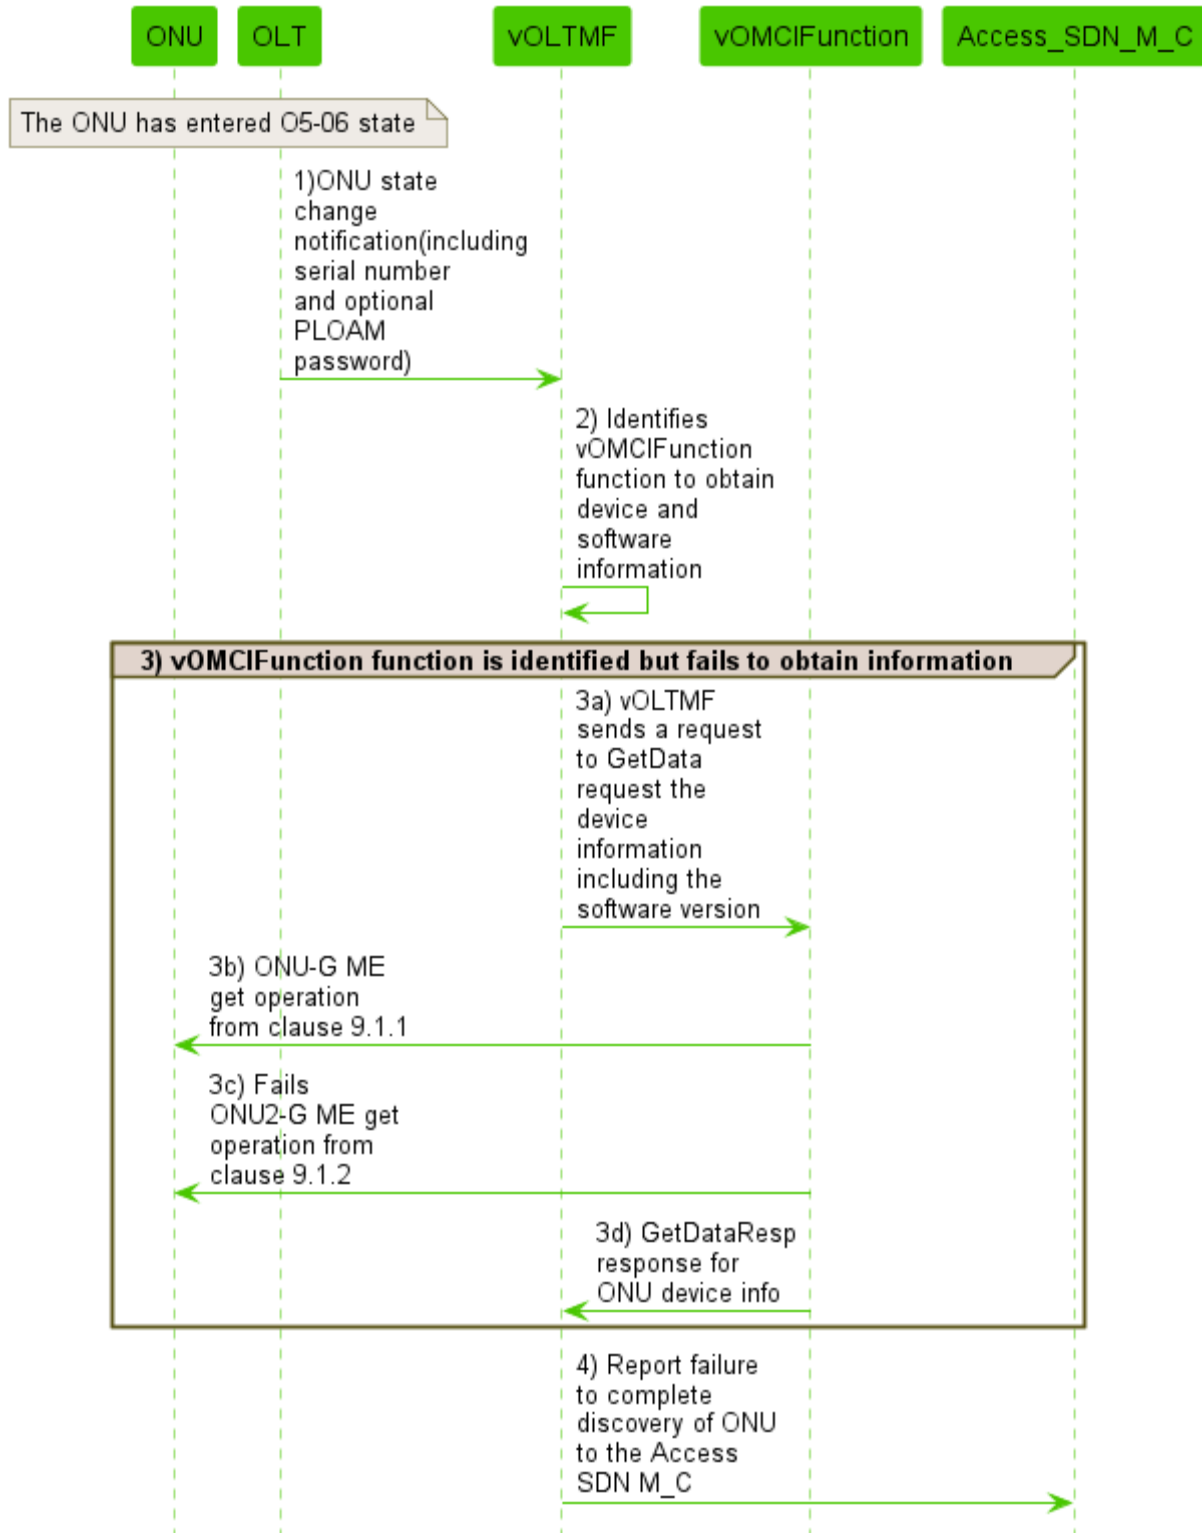 ONU OLT vOLTMF vOMCIFunction Access_SDN_M_C
The ONU has entered O5-06 state
1)ONU state
change
notification(including
serial number
and optional
PLOAM
password)
2) Identifies
vOMCIFunction
function to obtain
device and
software
information
3) vOMCIFunction function is identified but fails to obtain information
3a) vOLTMF
sends a request
to GetData
request the
device
information
including the
software version
3b) ONU-G ME
get operation
from clause 9.1.1
3c) Fails
ONU2-G ME get
operation from
clause 9.1.2
3d) GetDataResp
response for
ONU device info
4) Report failure
to complete
discovery of ONU
to the Access
SDN M_C